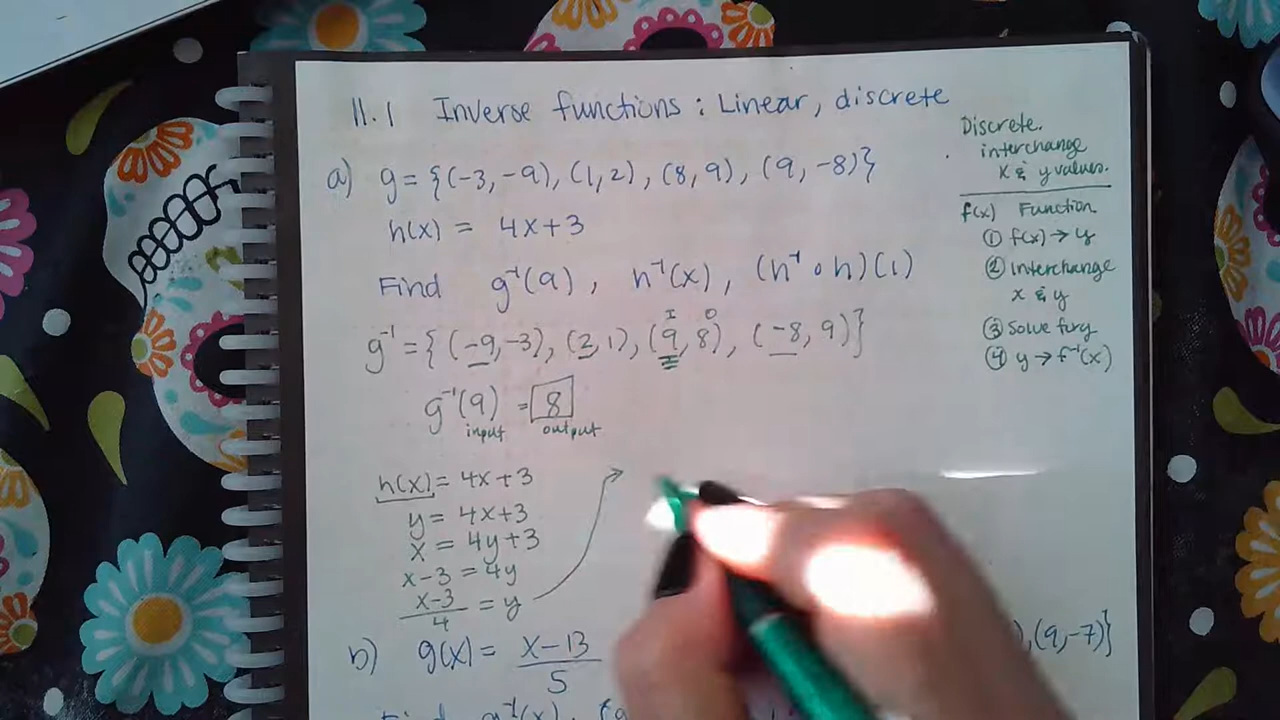 11.1 Inverse functions: Linear, discrete
a) g = {(-3, -9), (1, 2), (8, 9), (9, -8)}
h(x) = 4x+3
Find g⁻¹(9), h⁻¹(x), (h⁻¹ ∘ h)(1)
I O
g⁻¹ = {(-9,-3), (2,1), (9,8), (-8,9)}
g⁻¹(9) = 8
input output
h(x) = 4x+3
y = 4x+3
x = 4y+3
x-3 = 4y
x-3/4 = y
b) g(x) = x-13/5 ), (9,-7)}
Find g⁻¹(x),
Discrete.
interchange
x & y values.
f(x) Function
① f(x) → y
② Interchange
x & y
③ Solve for y
④ y → f⁻¹(x)